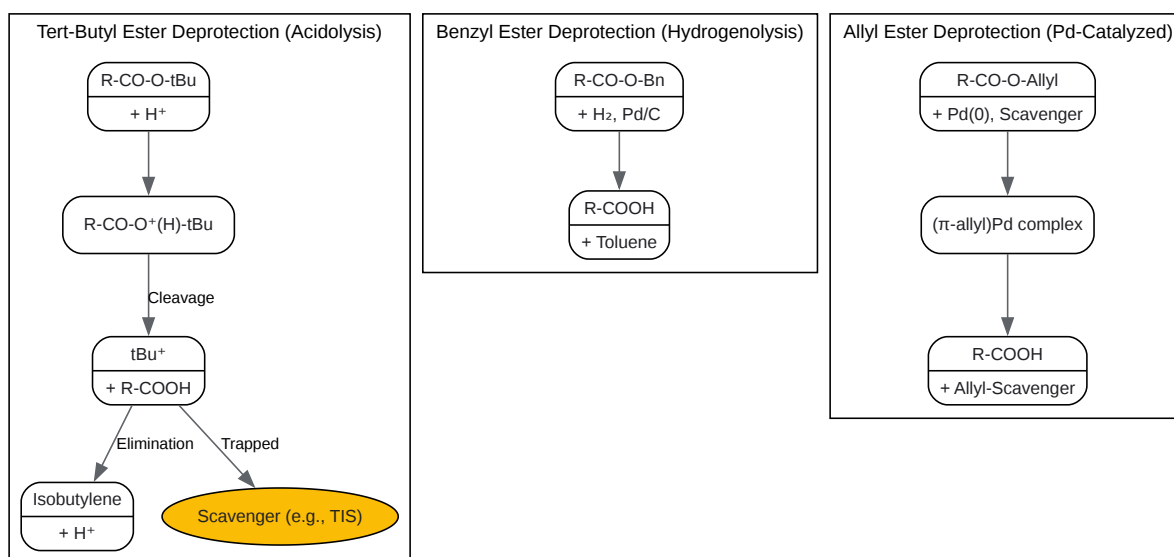 Tert-Butyl Ester Deprotection (Acidolysis)
R-CO-O-tBu
+ H⁺
R-CO-O⁺(H)-tBu
Cleavage
tBu⁺
+ R-COOH
Elimination
Trapped
Isobutylene
+ H⁺
Scavenger (e.g., TIS)
Benzyl Ester Deprotection (Hydrogenolysis)
R-CO-O-Bn
+ H₂, Pd/C
R-COOH
+ Toluene
Allyl Ester Deprotection (Pd-Catalyzed)
R-CO-O-Allyl
+ Pd(0), Scavenger
(π-allyl)Pd complex
R-COOH
+ Allyl-Scavenger